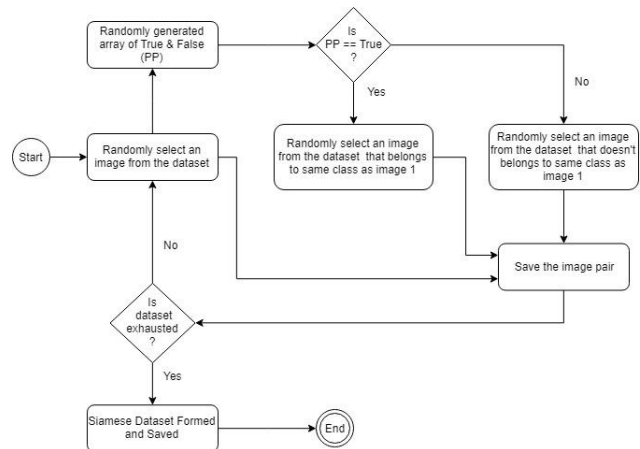 Randomly generated
array of True & False
(PP)
Is
PP == True
?
No
Yes
Start
Randomly select an
image from the dataset
Randomly select an image
from the dataset that belongs
to same class as image 1
Randomly select an image
from the dataset that doesn't
belongs to same class as
image 1
No
Save the image pair
Is
dataset
exhausted
?
Yes
Siamese Dataset Formed
and Saved
End